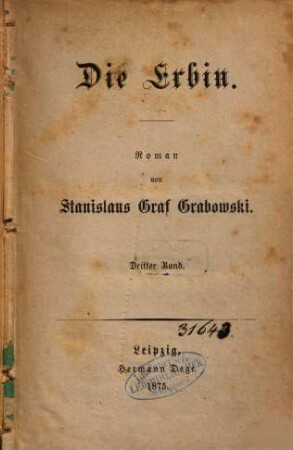 Die Erbin.
Roman
von
Stanislaus Graf Grabowski.
Dritter Band.
31643.
Leipzig,
Hermann Dege.
1875.